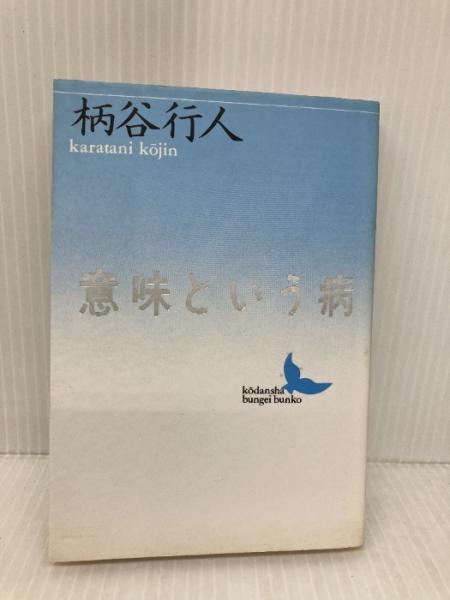 柄谷行人
karatani kōjin
意味という病
kōdansha
bungei bunko